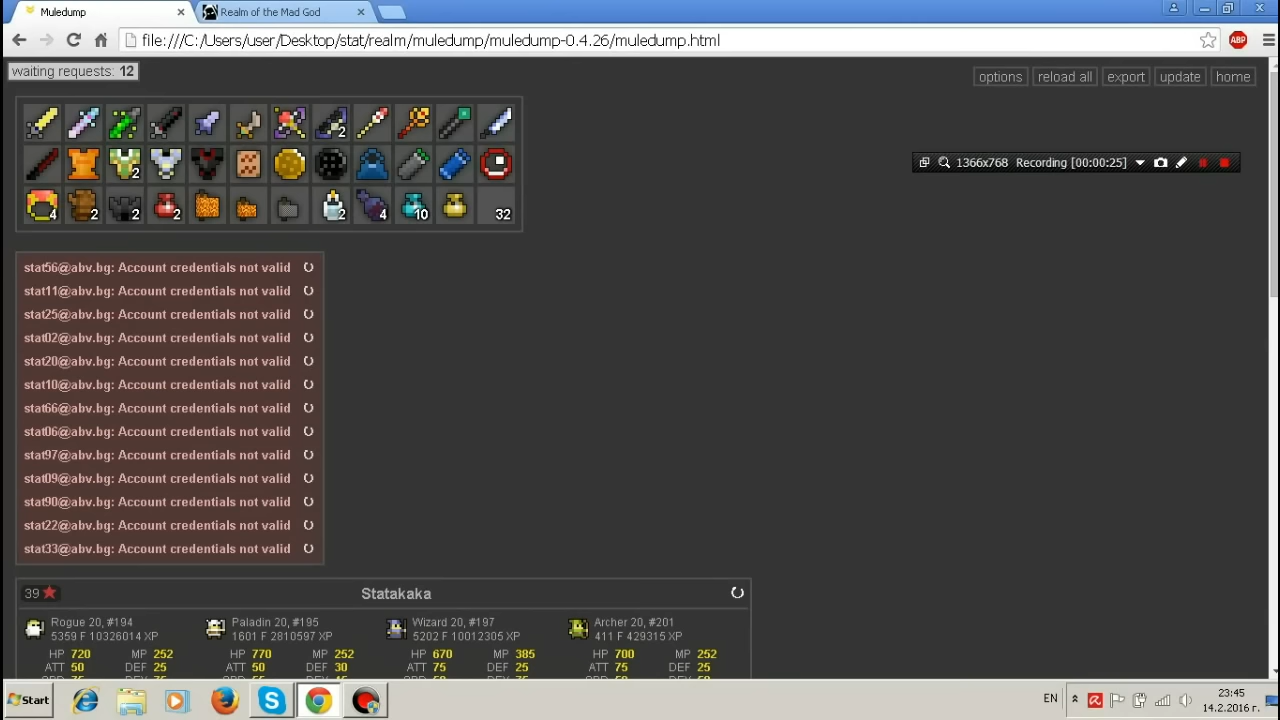 Muledump
Realm of the Mad God
file:///C:/Users/user/Desktop/stat/realm/muledump/muledump-0.4.26/muledump.html
ABP
waiting requests: 12
options
reload all
export
update
home
1366x768 Recording [00:00:25]
2
2
4
2
2
2
2
4
10
32
stat56@abv.bg: Account credentials not valid
stat11@abv.bg: Account credentials not valid
stat25@abv.bg: Account credentials not valid
stat02@abv.bg: Account credentials not valid
stat20@abv.bg: Account credentials not valid
stat10@abv.bg: Account credentials not valid
stat66@abv.bg: Account credentials not valid
stat06@abv.bg: Account credentials not valid
stat97@abv.bg: Account credentials not valid
stat09@abv.bg: Account credentials not valid
stat90@abv.bg: Account credentials not valid
stat22@abv.bg: Account credentials not valid
stat33@abv.bg: Account credentials not valid
39 Statakaka
Rogue 20, #194 Paladin 20, #195 Wizard 20, #197 Archer 20, #201
5359 F 10326014 XP 1601 F 2810597 XP 5202 F 10012305 XP 411 F 429315 XP
HP 720 MP 252 HP 770 MP 252 HP 670 MP 385 HP 700 MP 252
ATT 50 DEF 25 ATT 50 DEF 30 ATT 75 DEF 25 ATT 75 DEF 25
Start
EN
23:45
14.2.2016 г.